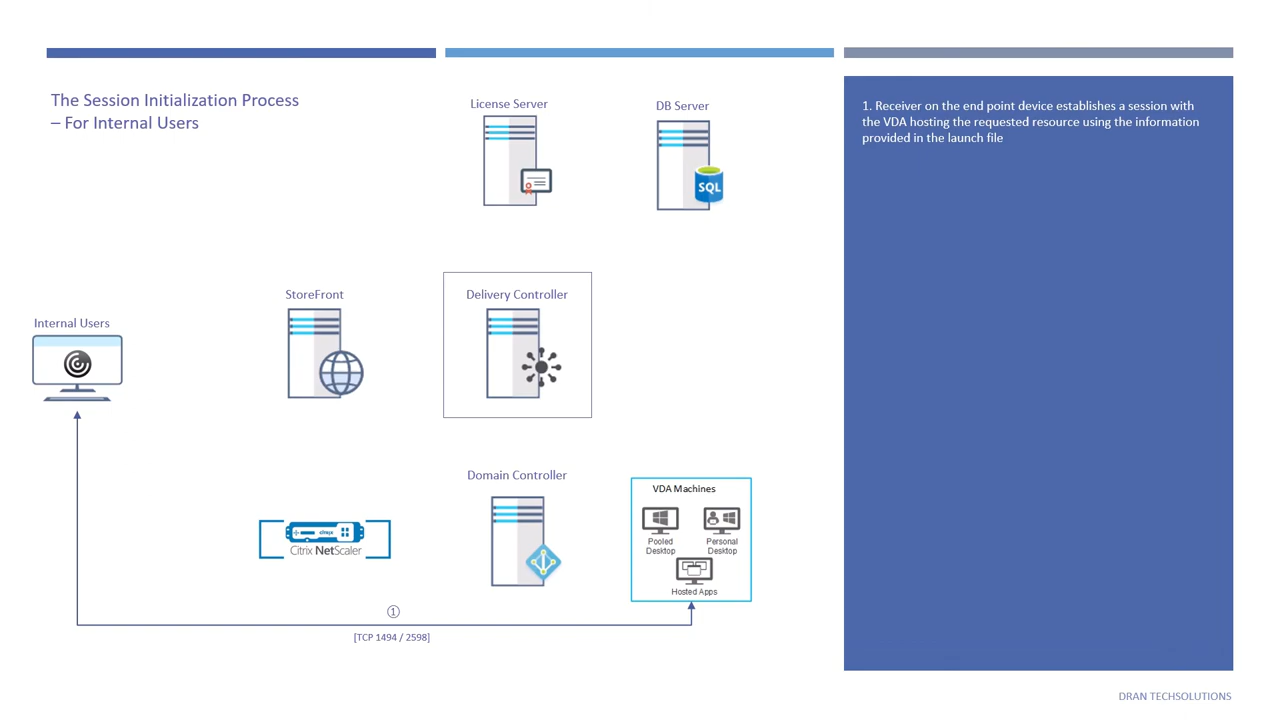 The Session Initialization Process
– For Internal Users
License Server
DB Server
SQL
1. Receiver on the end point device establishes a session with
the VDA hosting the requested resource using the information
provided in the launch file
StoreFront
Delivery Controller
Internal Users
Domain Controller
VDA Machines
Pooled
Desktop
Personal
Desktop
Hosted Apps
citrix
Citrix NetScaler
①
[TCP 1494 / 2598]
DRAN TECHSOLUTIONS